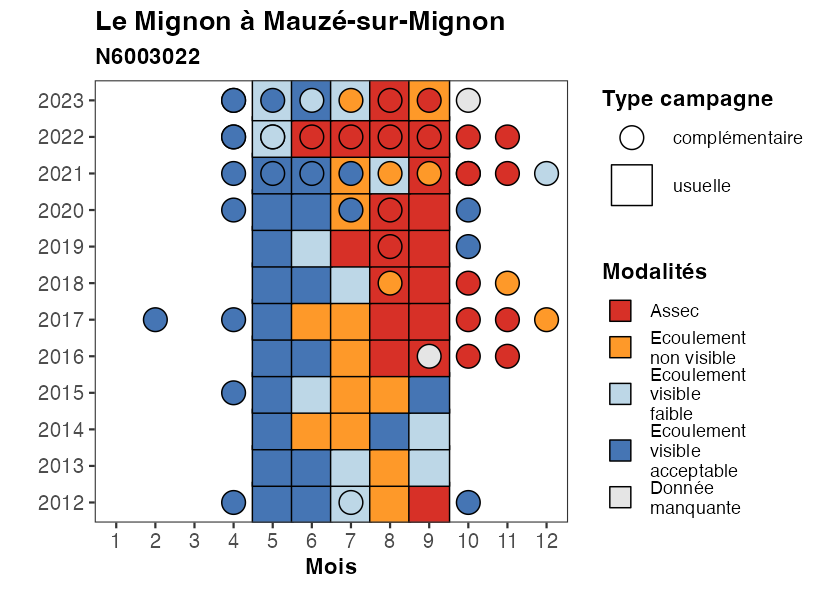 Le Mignon à Mauzé-sur-Mignon
N6003022
2023
2022
2021
2020
2019
2018
2017
2016
2015
2014
2013
2012
1 2 3 4 5 6 7 8 9 10 11 12
Mois
Type campagne
complémentaire
usuelle
Modalités
Assec
Ecoulement
non visible
Ecoulement
visible
faible
Ecoulement
visible
acceptable
Donnée
manquante